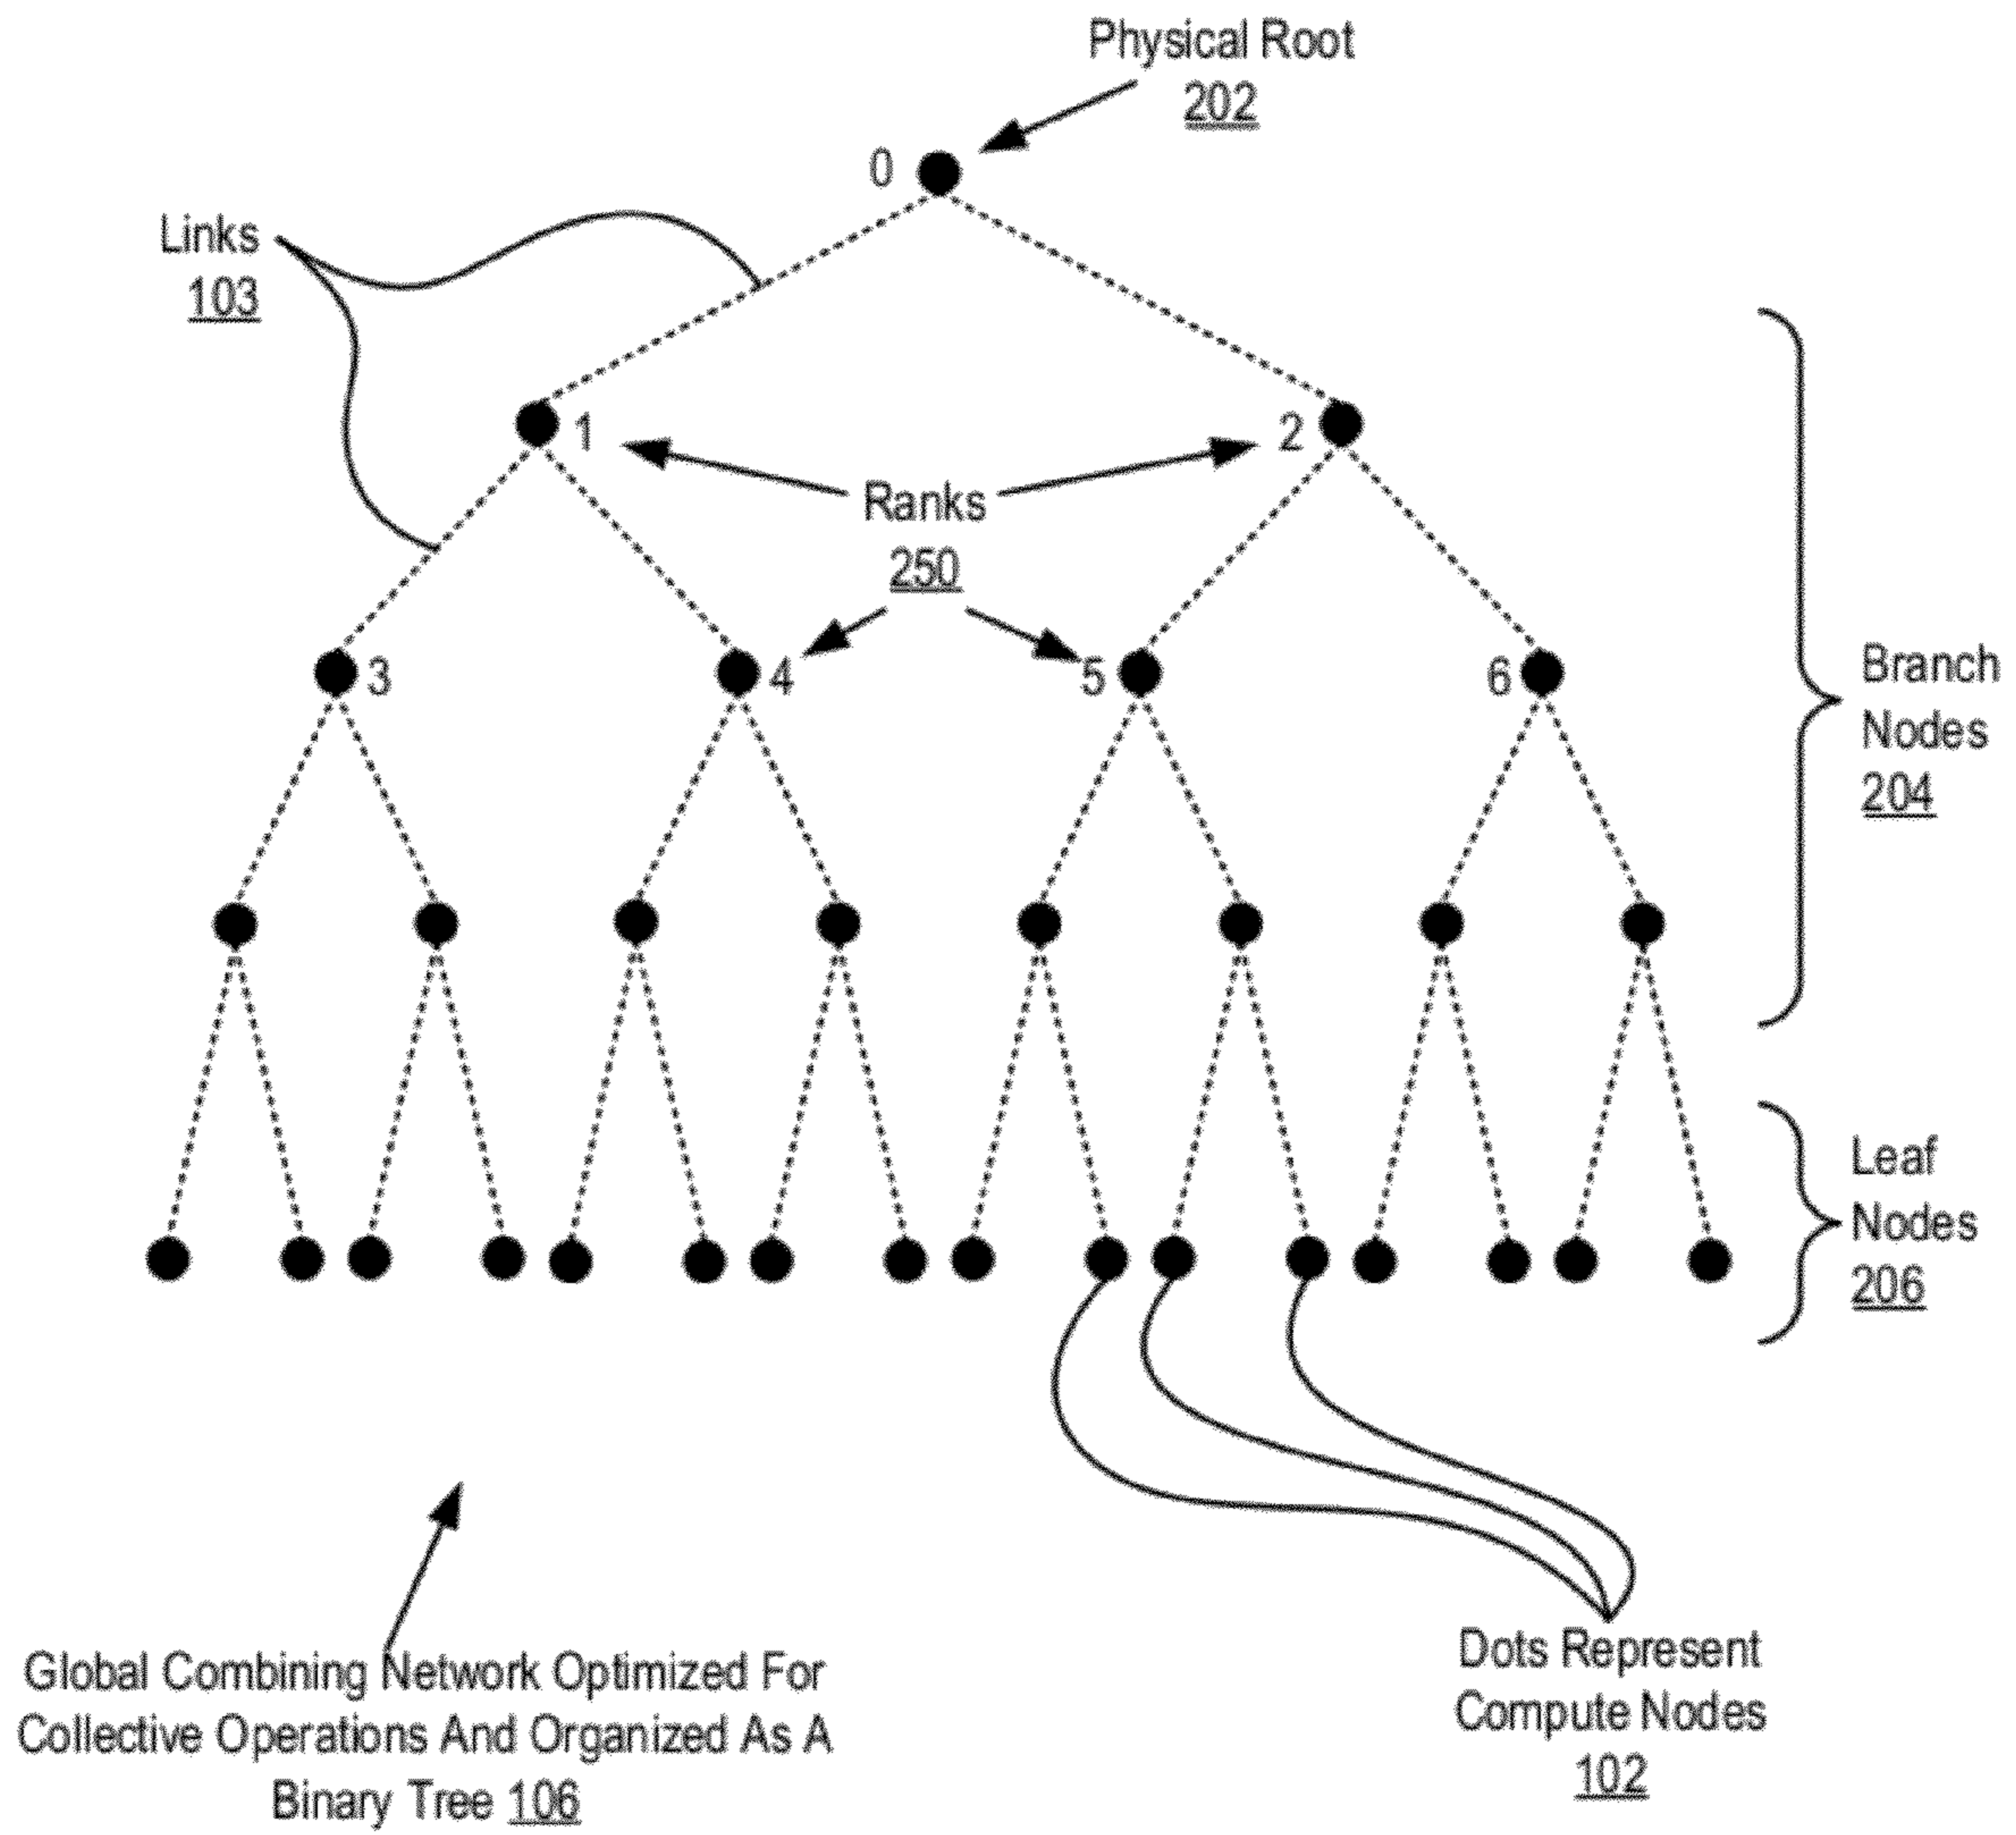 Physical Root
202
0
Links
103
1
2
Ranks
250
3
4
5
6
Branch
Nodes
204
Leaf
Nodes
206
Global Combining Network Optimized For
Collective Operations And Organized As A
Binary Tree 106
Dots Represent
Compute Nodes
102